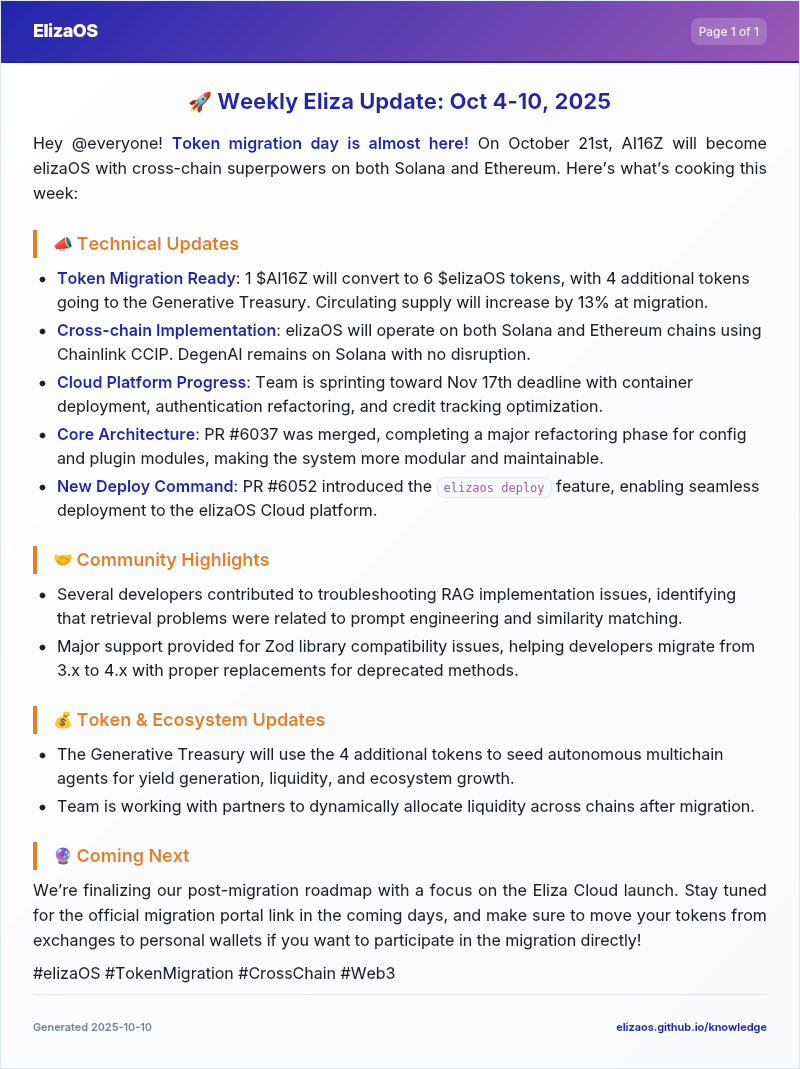 ElizaOS
Page 1 of 1
🚀 Weekly Eliza Update: Oct 4-10, 2025
Hey @everyone! Token migration day is almost here! On October 21st, AI16Z will become
elizaOS with cross-chain superpowers on both Solana and Ethereum. Here’s what’s cooking this
week:
📣 Technical Updates
• Token Migration Ready: 1 $AI16Z will convert to 6 $elizaOS tokens, with 4 additional tokens
going to the Generative Treasury. Circulating supply will increase by 13% at migration.
• Cross-chain Implementation: elizaOS will operate on both Solana and Ethereum chains using
Chainlink CCIP. DegenAI remains on Solana with no disruption.
• Cloud Platform Progress: Team is sprinting toward Nov 17th deadline with container
deployment, authentication refactoring, and credit tracking optimization.
• Core Architecture: PR #6037 was merged, completing a major refactoring phase for config
and plugin modules, making the system more modular and maintainable.
• New Deploy Command: PR #6052 introduced the elizaos deploy feature, enabling seamless
deployment to the elizaOS Cloud platform.
🤝 Community Highlights
• Several developers contributed to troubleshooting RAG implementation issues, identifying
that retrieval problems were related to prompt engineering and similarity matching.
• Major support provided for Zod library compatibility issues, helping developers migrate from
3.x to 4.x with proper replacements for deprecated methods.
💰 Token & Ecosystem Updates
• The Generative Treasury will use the 4 additional tokens to seed autonomous multichain
agents for yield generation, liquidity, and ecosystem growth.
• Team is working with partners to dynamically allocate liquidity across chains after migration.
🔮 Coming Next
We’re finalizing our post-migration roadmap with a focus on the Eliza Cloud launch. Stay tuned
for the official migration portal link in the coming days, and make sure to move your tokens from
exchanges to personal wallets if you want to participate in the migration directly!
#elizaOS #TokenMigration #CrossChain #Web3
Generated 2025-10-10
elizaos.github.io/knowledge